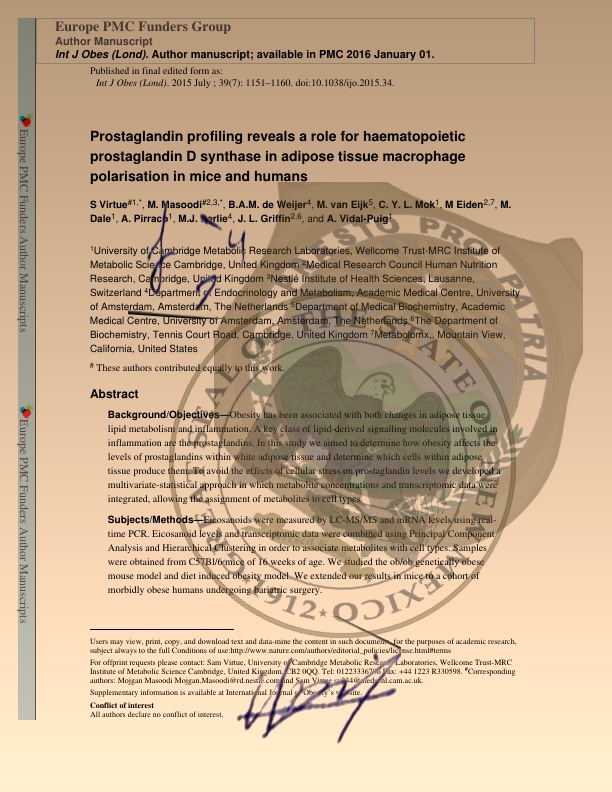 Europe PMC Funders Group
Author Manuscript
Int J Obes (Lond). Author manuscript; available in PMC 2016 January 01.
Published in final edited form as:
Int J Obes (Lond). 2015 July ; 39(7): 1151–1160. doi:10.1038/ijo.2015.34.
Europe PMC Funders Author Manuscripts
Europe PMC Funders Author Manuscripts
Prostaglandin profiling reveals a role for haematopoietic
prostaglandin D synthase in adipose tissue macrophage
polarisation in mice and humans
S Virtue#1,*, M. Masoodi#2,3,*, B.A.M. de Weijer4, M. van Eijk5, C. Y. L. Mok1, M Eiden2,7, M.
Dale1, A. Pirraco1, M.J. Serlie4, J. L. Griffin2,6, and A. Vidal-Puig1
1University of Cambridge Metabolic Research Laboratories, Wellcome Trust-MRC Institute of
Metabolic Science Cambridge, United Kingdom 2Medical Research Council Human Nutrition
Research, Cambridge, United Kingdom 3Nestlé Institute of Health Sciences, Lausanne,
Switzerland 4Department of Endocrinology and Metabolism, Academic Medical Centre, University
of Amsterdam, Amsterdam, The Netherlands 5Department of Medical Biochemistry, Academic
Medical Centre, University of Amsterdam, Amsterdam, The Netherlands 6The Department of
Biochemistry, Tennis Court Road, Cambridge, United Kingdom 7Metabolomx,, Mountain View,
California, United States
# These authors contributed equally to this work.
Abstract
Background/Objectives—Obesity has been associated with both changes in adipose tissue
lipid metabolism and inflammation. A key class of lipid-derived signalling molecules involved in
inflammation are the prostaglandins. In this study we aimed to determine how obesity affects the
levels of prostaglandins within white adipose tissue and determine which cells within adipose
tissue produce them. To avoid the effects of cellular stress on prostaglandin levels we developed a
multivariate-statistical approach in which metabolite concentrations and transcriptomic data were
integrated, allowing the assignment of metabolites to cell types.
Subjects/Methods—Eicosanoids were measured by LC-MS/MS and mRNA levels using real-
time PCR. Eicosanoid levels and transcriptomic data were combined using Principal Component
Analysis and Hierarchical Clustering in order to associate metabolites with cell types. Samples
were obtained from C57Bl/6 mice of 16 weeks of age. We studied the ob/ob genetically obese
mouse model and diet induced obesity model. We extended our results in mice to a cohort of
morbidly obese humans undergoing bariatric surgery.
Users may view, print, copy, and download text and data-mine the content in such documents, for the purposes of academic research,
subject always to the full Conditions of use:http://www.nature.com/authors/editorial_policies/license.html#terms
For offprint requests please contact: Sam Virtue, University of Cambridge Metabolic Research Laboratories, Wellcome Trust-MRC
Institute of Metabolic Science, Cambridge, United Kingdom. CB2 0QQ. Tel: Fax: +44 1223 R330598. #Corresponding
authors: Mojgan Masoodi Mojgan.Masoodi@rd.nestle.com and Sam Virtue
Supplementary information is available at International Journal of Obesity's website.
Conflict of interest
All authors declare no conflict of interest.
GREAT SEAL OF THE STATE OF NEW MEXICO
1912